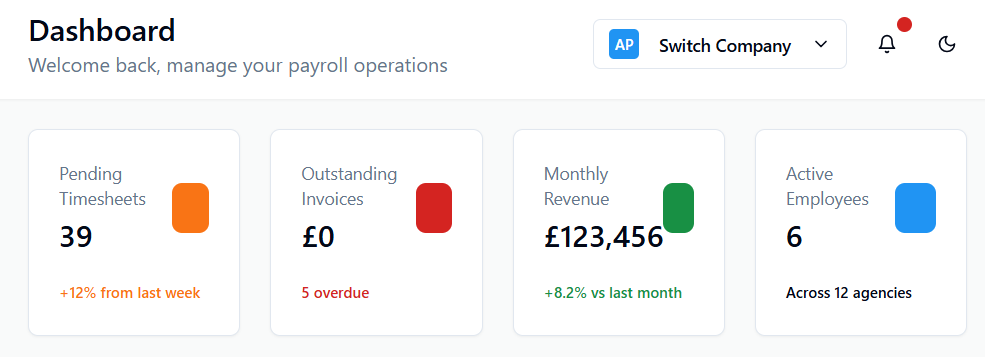 Dashboard
Welcome back, manage your payroll operations
AP
Switch Company
Pending
Timesheets
39
+12% from last week
Outstanding
Invoices
£0
5 overdue
Monthly
Revenue
£123,456
+8.2% vs last month
Active
Employees
6
Across 12 agencies